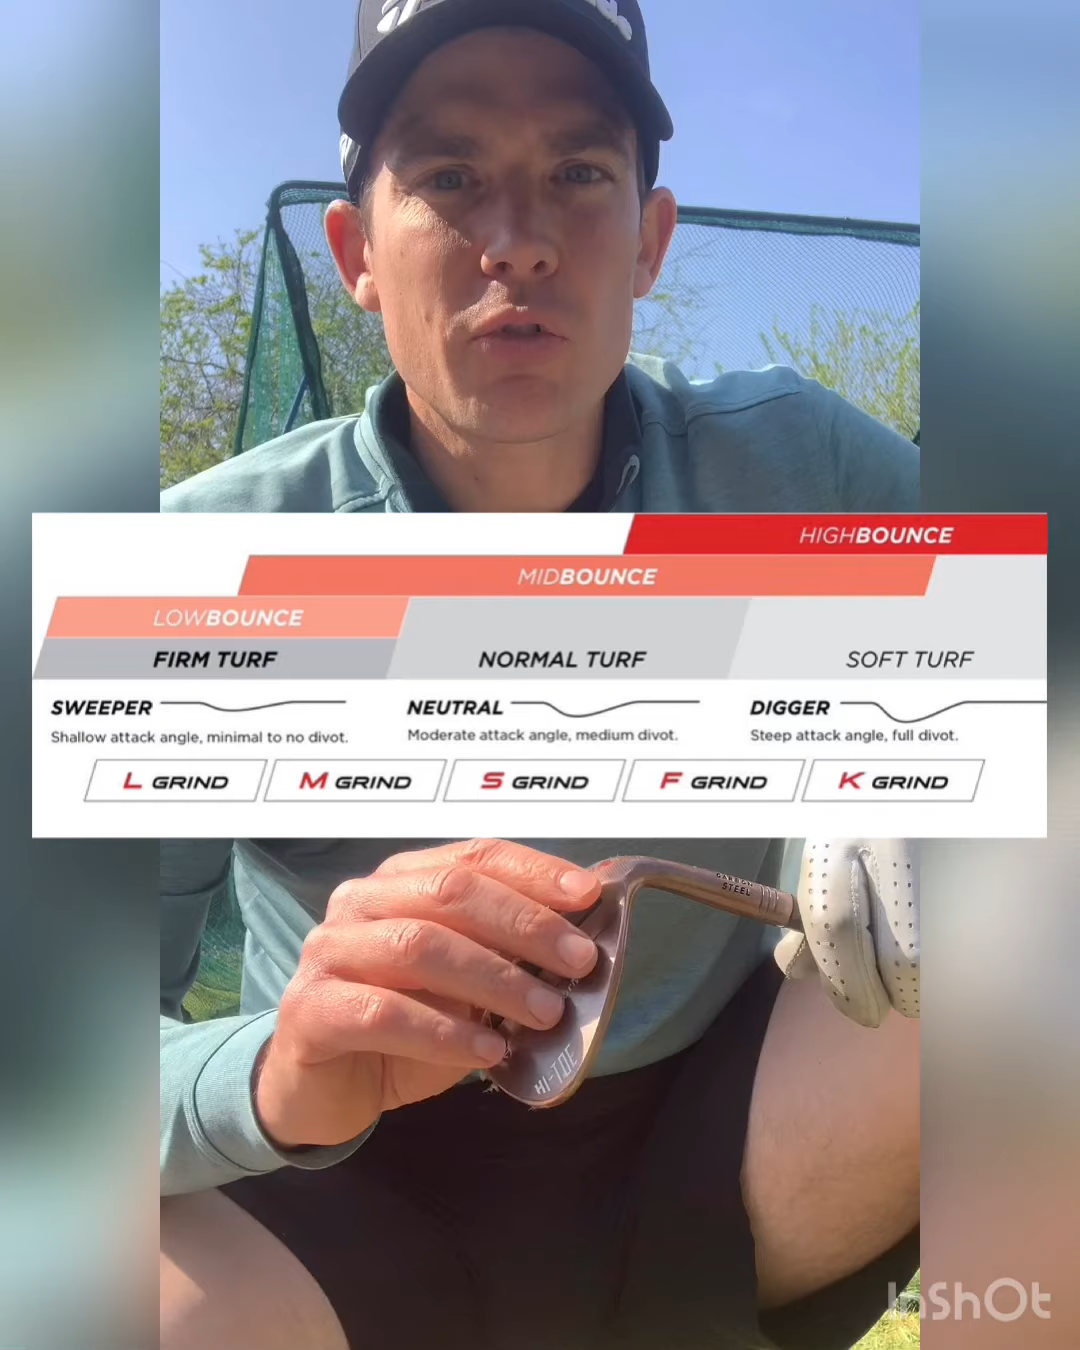 HIGHBOUNCE
MIDBOUNCE
LOWBOUNCE
FIRM TURF
NORMAL TURF
SOFT TURF
SWEEPER
NEUTRAL
DIGGER
Shallow attack angle, minimal to no divot.
Moderate attack angle, medium divot.
Steep attack angle, full divot.
L GRIND
M GRIND
S GRIND
F GRIND
K GRIND
CARBON
STEEL
HI-TOE
InShOt